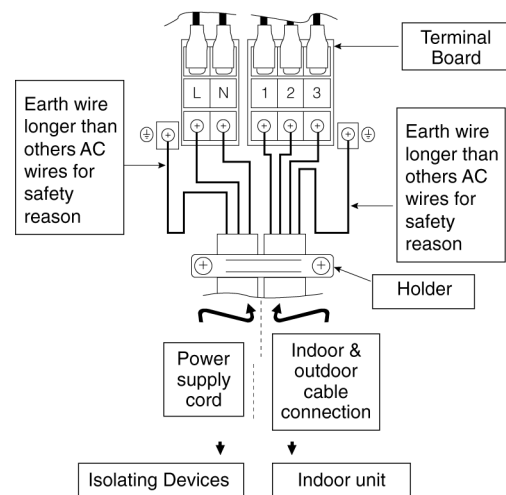 Terminal
Board
L N 1 2 3
Earth wire
longer than
others AC
wires for
safety
reason
Earth wire
longer than
others AC
wires for
safety
reason
Holder
Power
supply
cord
Indoor &
outdoor
cable
connection
Isolating Devices
Indoor unit